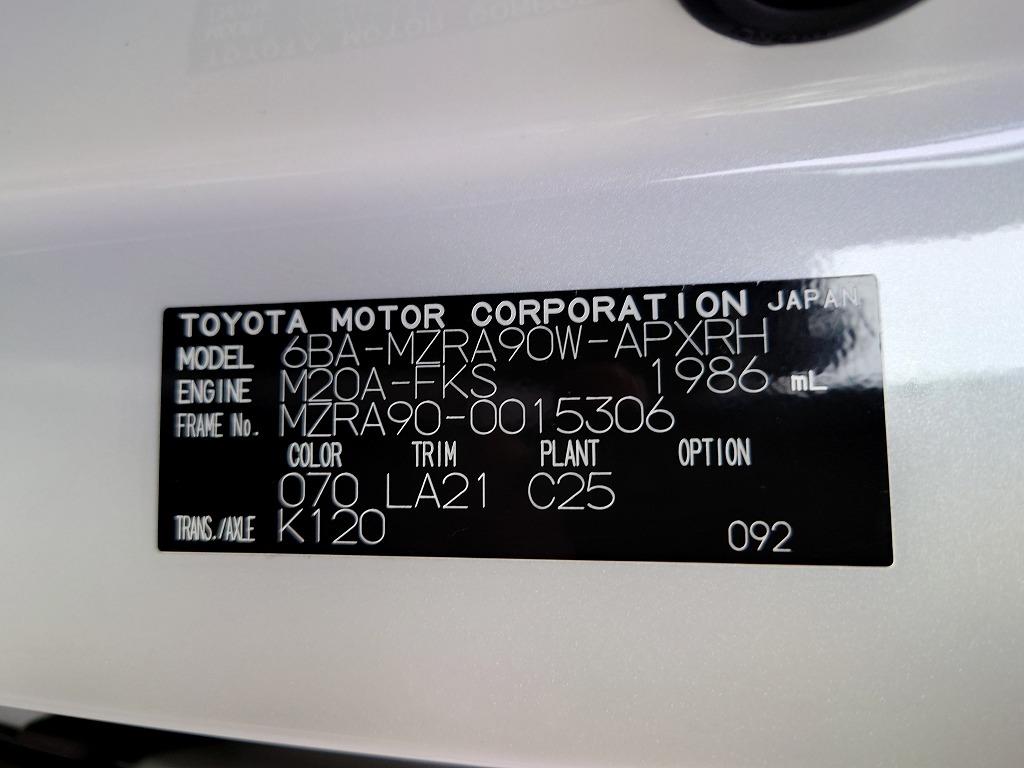 TOYOTA MOTOR CORPORATION JAPAN
MODEL 6BA-MZRA90W-APXRH
ENGINE M20A-FKS 1986 mL
FRAME No. MZRA90-0015306
COLOR TRIM PLANT OPTION
070 LA21 C25
TRANS./AXLE K120 092